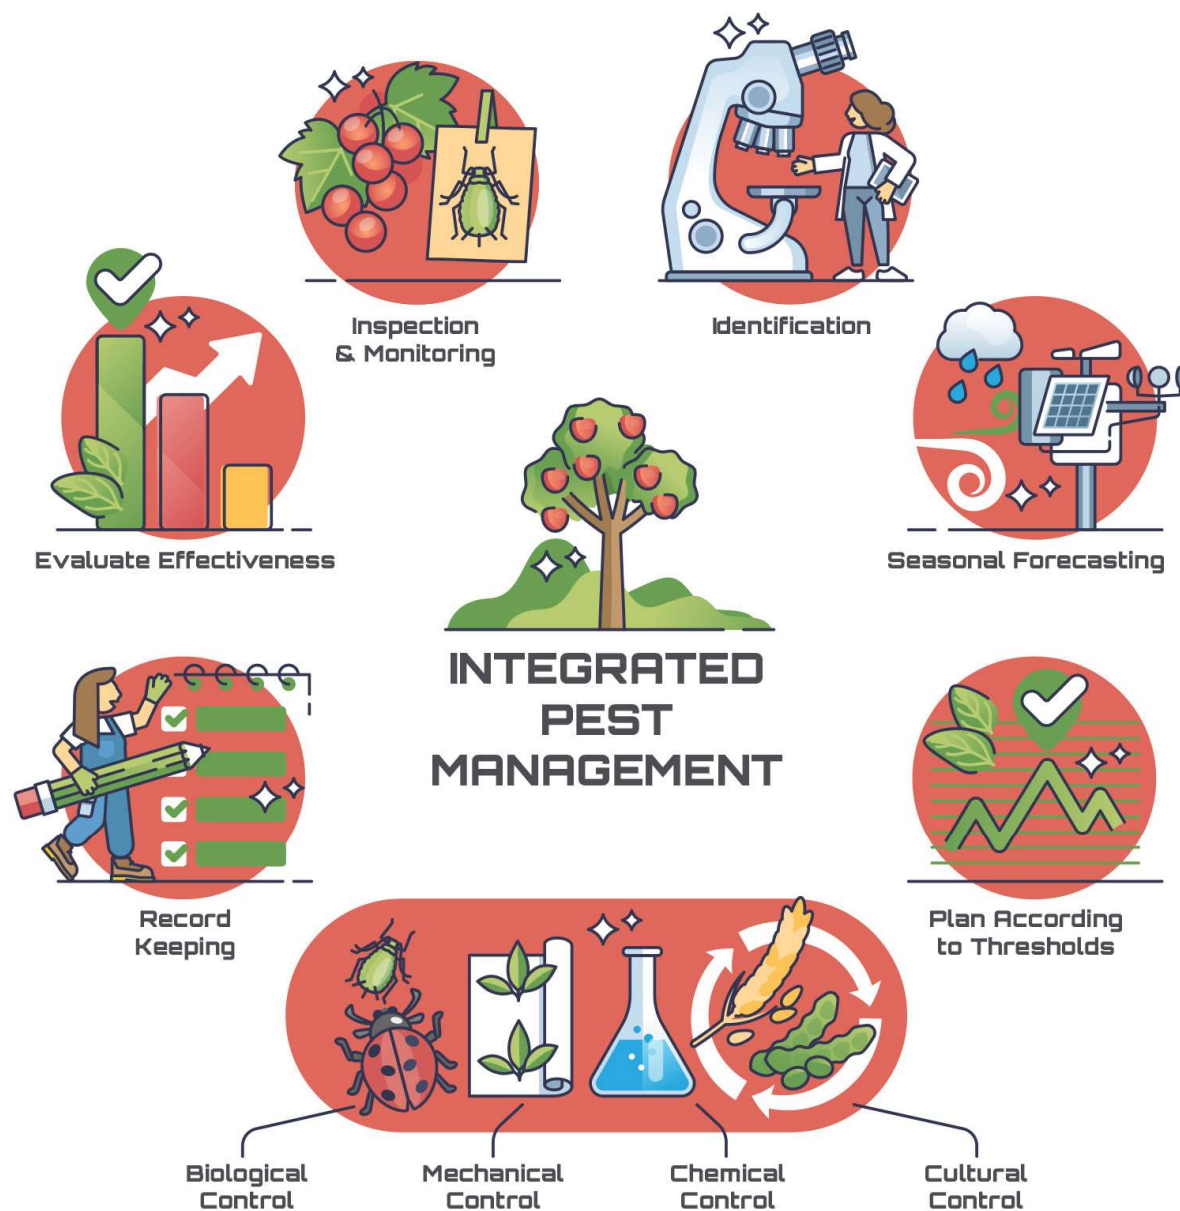 Inspection
& Monitoring
Identification
Evaluate Effectiveness
Seasonal Forecasting
INTEGRATED
PEST
MANAGEMENT
Record
Keeping
Plan According
to Thresholds
Biological
Control
Mechanical
Control
Chemical
Control
Cultural
Control